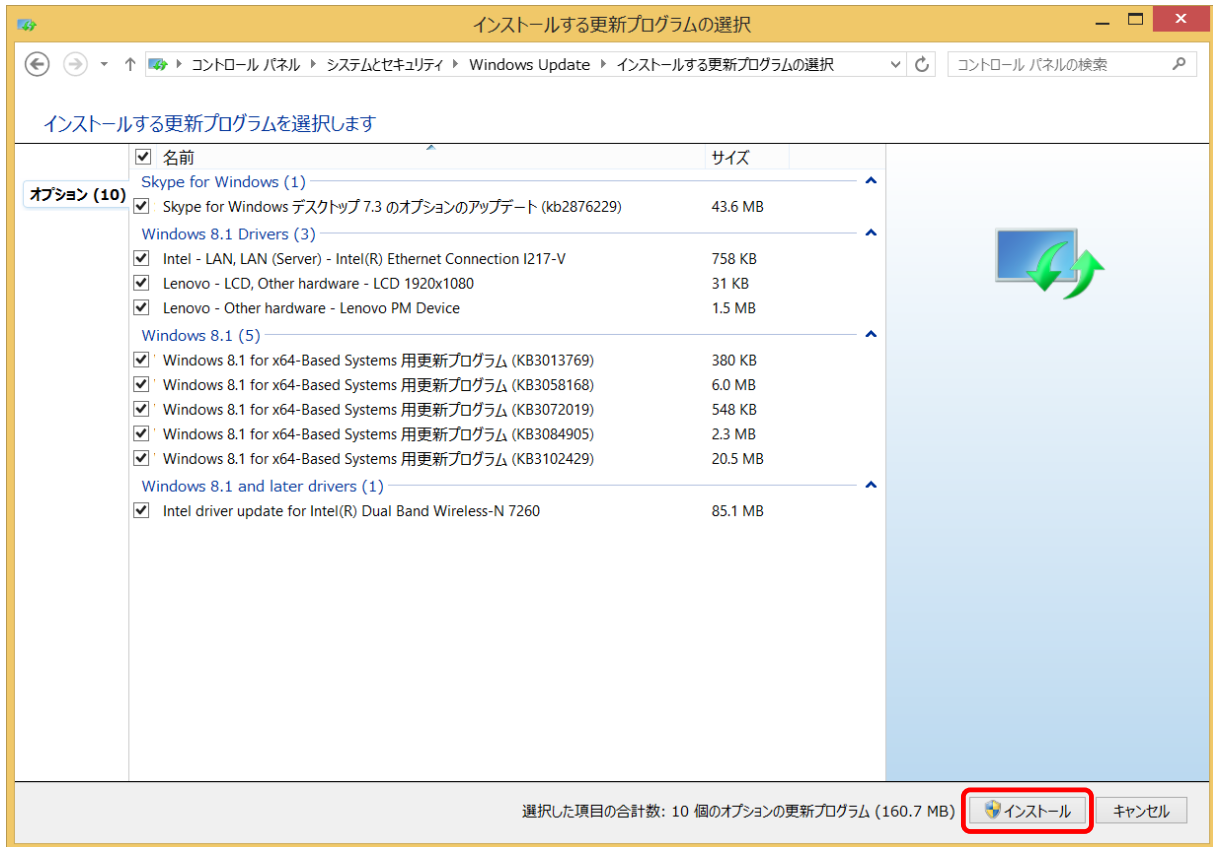 インストールする更新プログラムの選択
コントロール パネル システムとセキュリティ Windows Update インストールする更新プログラムの選択 コントロール パネルの検索
インストールする更新プログラムを選択します
名前 サイズ
オプション (10)
Skype for Windows (1)
Skype for Windows デスクトップ 7.3 のオプションのアップデート (kb2876229) 43.6 MB
Windows 8.1 Drivers (3)
Intel - LAN, LAN (Server) - Intel(R) Ethernet Connection I217-V 758 KB
Lenovo - LCD, Other hardware - LCD 1920x1080 31 KB
Lenovo - Other hardware - Lenovo PM Device 1.5 MB
Windows 8.1 (5)
Windows 8.1 for x64-Based Systems 用更新プログラム (KB3013769) 380 KB
Windows 8.1 for x64-Based Systems 用更新プログラム (KB3058168) 6.0 MB
Windows 8.1 for x64-Based Systems 用更新プログラム (KB3072019) 548 KB
Windows 8.1 for x64-Based Systems 用更新プログラム (KB3084905) 2.3 MB
Windows 8.1 for x64-Based Systems 用更新プログラム (KB3102429) 20.5 MB
Windows 8.1 and later drivers (1)
Intel driver update for Intel(R) Dual Band Wireless-N 7260 85.1 MB
選択した項目の合計数: 10 個のオプションの更新プログラム (160.7 MB) インストール キャンセル